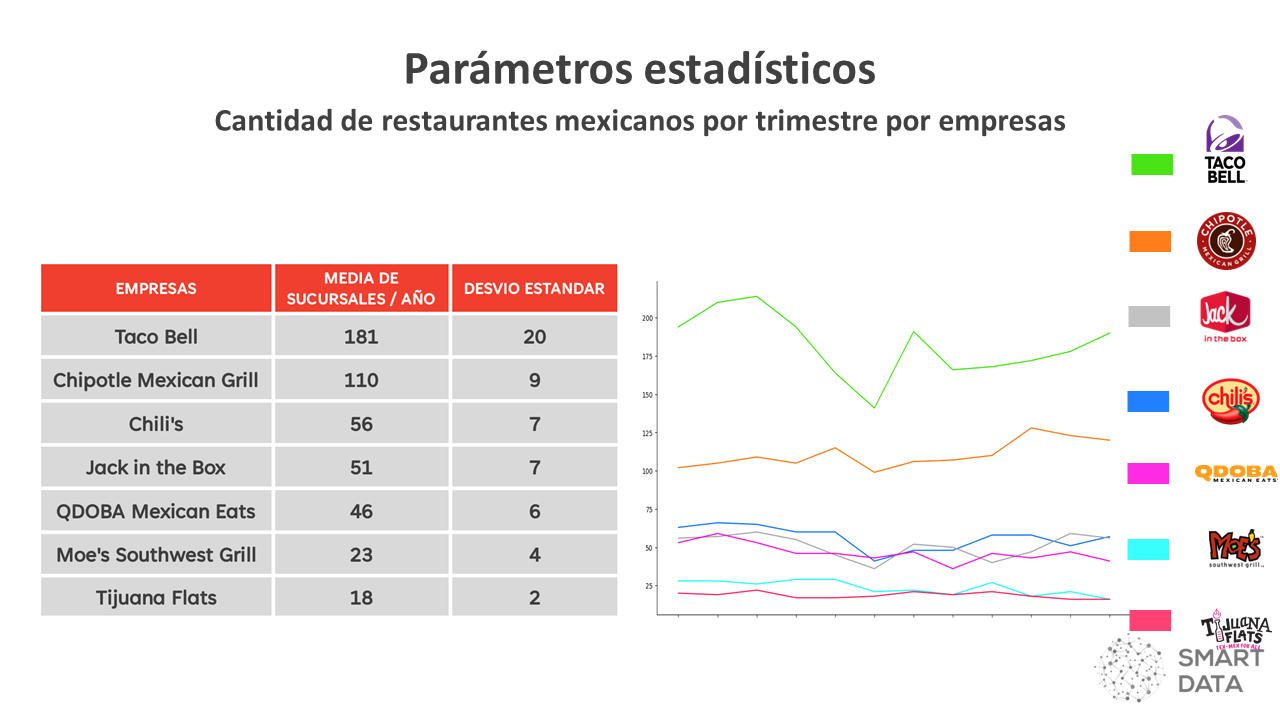 Parámetros estadísticos
Cantidad de restaurantes mexicanos por trimestre por empresas
EMPRESAS
MEDIA DE
SUCURSALES / AÑO
DESVIO ESTANDAR
Taco Bell 181 20
Chipotle Mexican Grill 110 9
Chili's 56 7
Jack in the Box 51 7
QDOBA Mexican Eats 46 6
Moe's Southwest Grill 23 4
Tijuana Flats 18 2
200
175
150
125
100
75
50
25
TACO
BELL
CHIPOTLE
MEXICAN GRILL
Jack
in the box
chili's
QDOBA
MEXICAN EATS
MOE'S
southwest grill
TIJUANA
FLATS
TEX-MEX FOR ALL
SMART
DATA